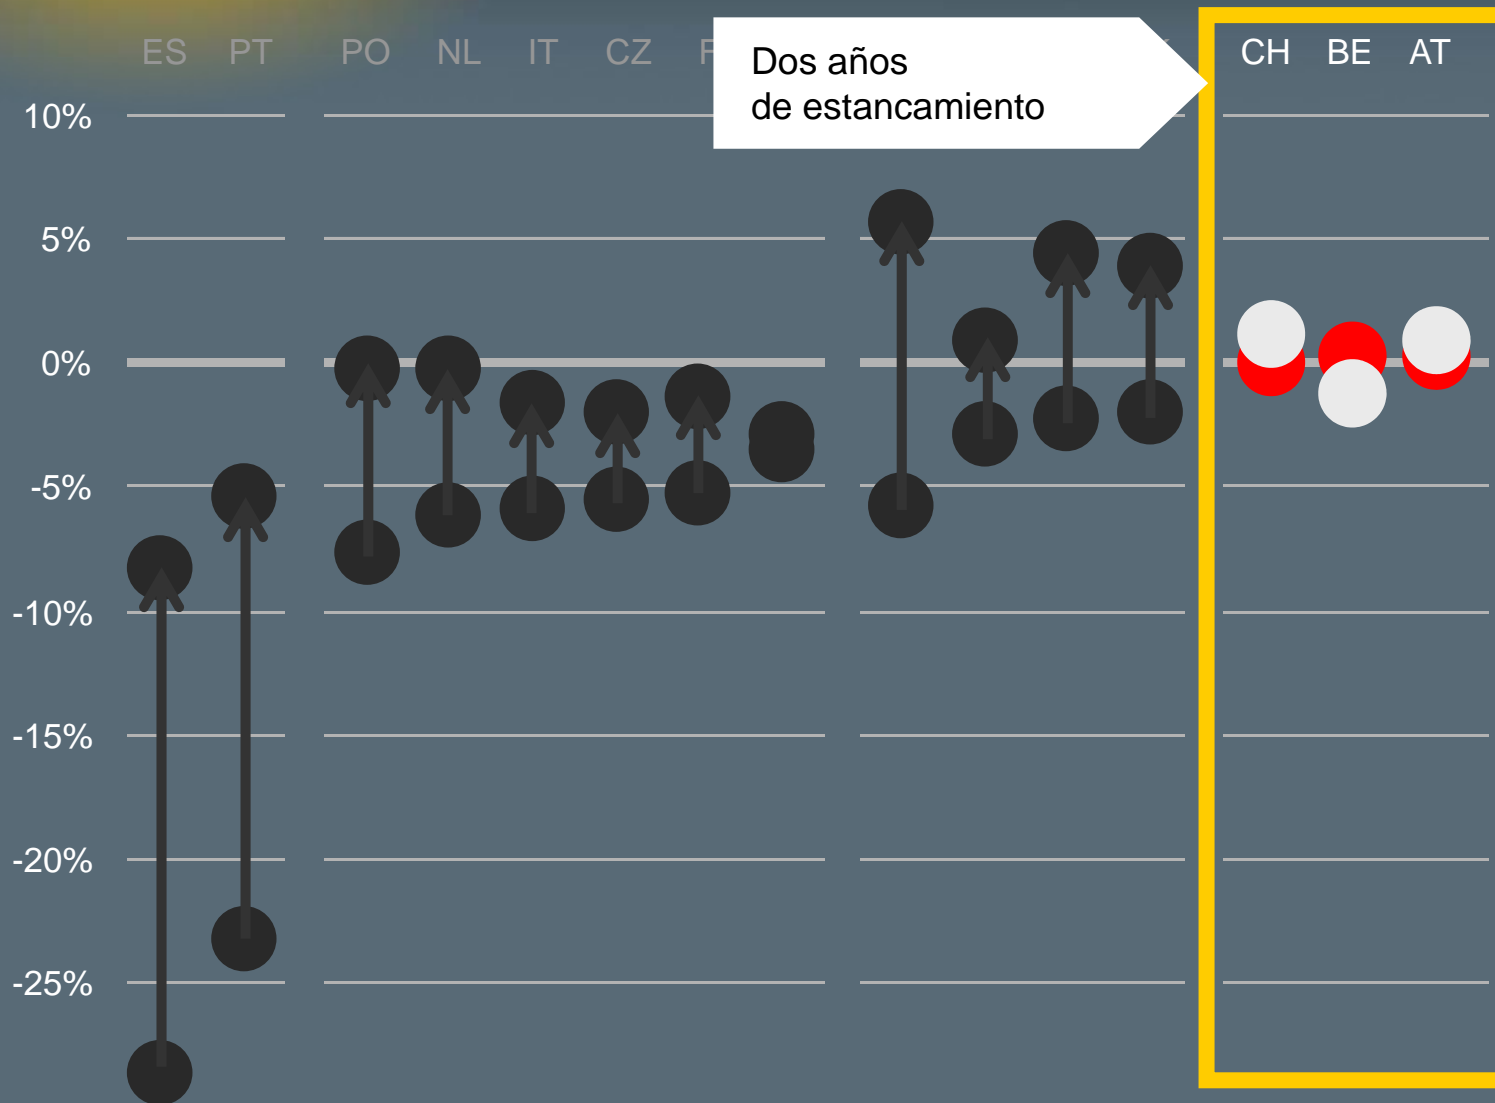 ES PT PO NL IT CZ CH BE AT
Dos años
de estancamiento
10%
5%
0%
-5%
-10%
-15%
-20%
-25%